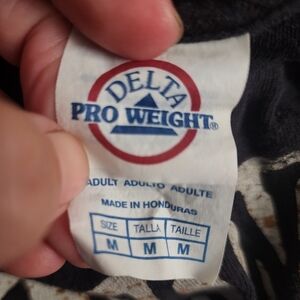 DELTA
PRO WEIGHT®
ADULT ADULTO ADULTE
MADE IN HONDURAS
SIZE TALLA TAILLE
M M M